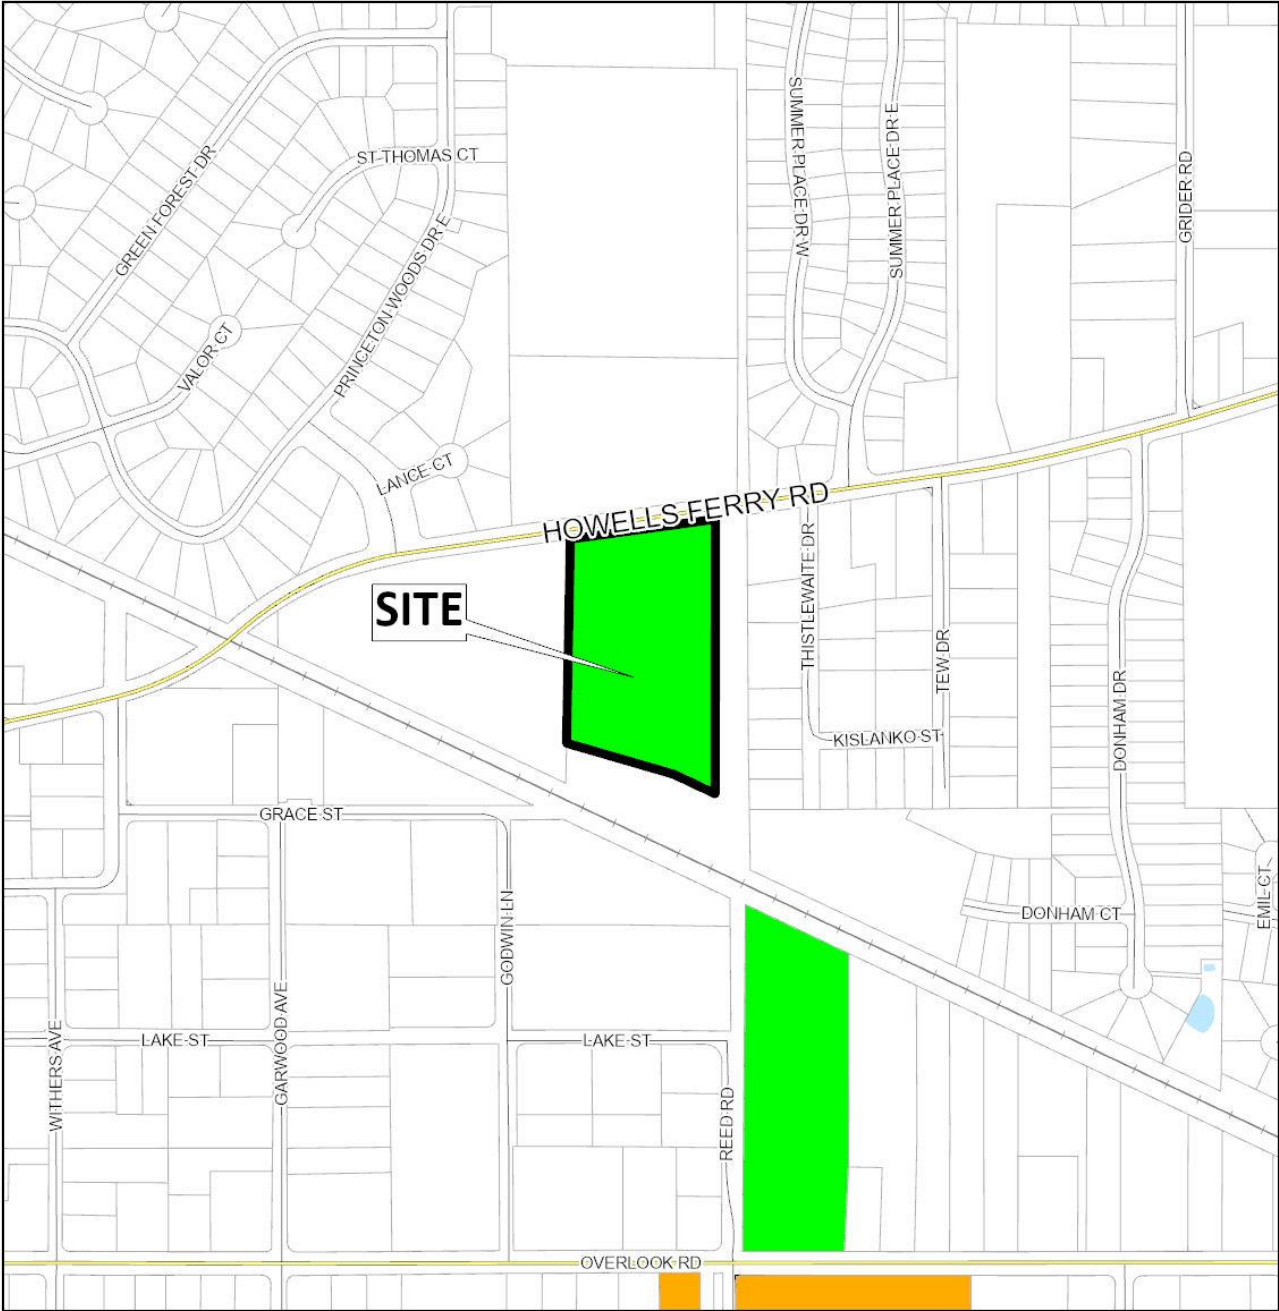 SUMMER PLACE DR W
SUMMER PLACE DR E
GRIDER RD
ST THOMAS CT
GREEN FOREST DR
PRINCETON WOODS DR E
VALOR CT
LANCE CT
HOWELLS FERRY RD
SITE
THISTLEWAITE DR
TEW DR
DONHAM DR
KISLANKO ST
GRACE ST
GODWIN LN
DONHAM CT
EMIL CT
WITHERS AVE
LAKE ST
GARWOOD AVE
LAKE ST
REED RD
OVERLOOK RD